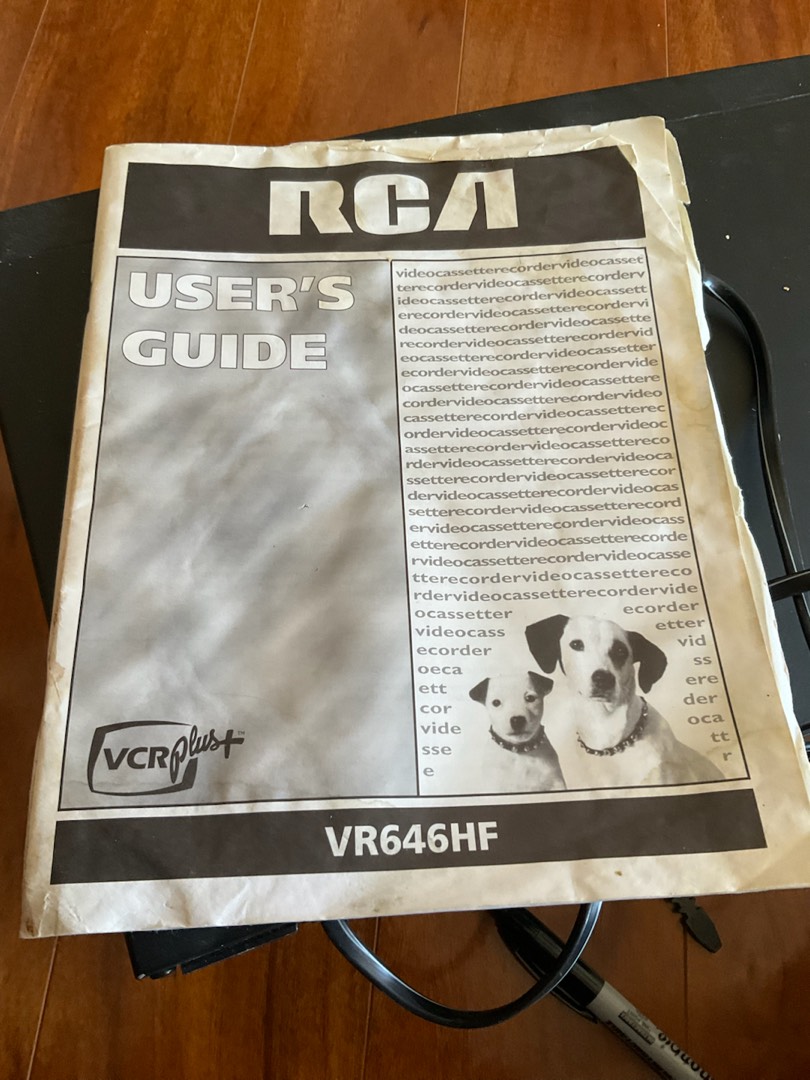 RCA
USER'S
GUIDE
videocassetterecordervideocasset
terecordervideocassetterecorderv
ideocassetterecordervideocassett
erecordervideocassetterecordervi
deocassetterecordervideocassette
recordervideocassetterecordervid
eocassetterecordervideocassetter
ecordervideocassetterecordervide
ocassetterecordervideocassettere
cordervideocassetterecordervideo
cassetterecordervideocassetterec
ordervideocassetterecordervideoc
assetterecordervideocassettereco
rdervideocassetterecordervideoca
ssetterecordervideocassetterecor
dervideocassetterecordervideocas
setterecordervideocassetterecord
ervideocassetterecordervideocass
etterecordervideocassetterecorde
rvideocassetterecordervideocasse
tterecordervideocassettereco
rdervideocassetterecordervide
ocassetter ecorder
videocass etter
ecorder vid
oeca ss
ett ere
cor der
vide oca
sse tt
e r
VCR Plus+™
VR646HF